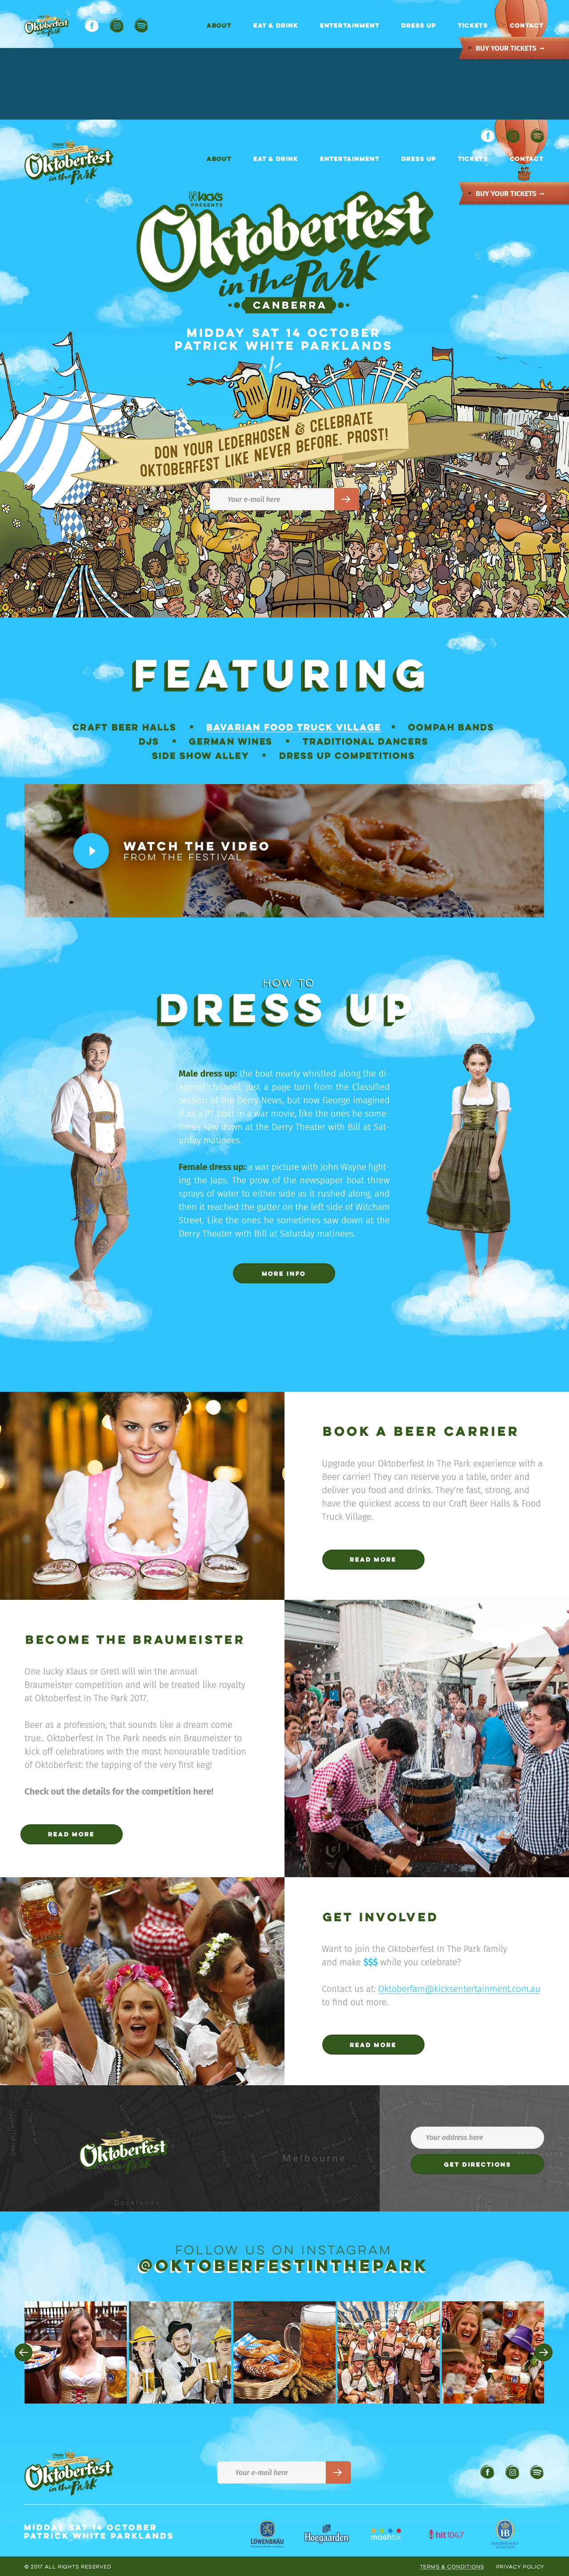 Oktoberfest
in the Park
ABOUT EAT & DRINK ENTERTAINMENT DRESS UP TICKETS CONTACT
BUY YOUR TICKETS →
Oktoberfest
in the Park
ABOUT EAT & DRINK ENTERTAINMENT DRESS UP TICKETS CONTACT
BUY YOUR TICKETS →
KICKS
PRESENTS
Oktoberfest
in the Park
CANBERRA
MIDDAY SAT 14 OCTOBER
PATRICK WHITE PARKLANDS
DON YOUR LEDERHOSEN & CELEBRATE
OKTOBERFEST LIKE NEVER BEFORE. PROST!
Your e-mail here
FEATURING
CRAFT BEER HALLS * BAVARIAN FOOD TRUCK VILLAGE * OOMPAH BANDS
DJS * GERMAN WINES * TRADITIONAL DANCERS
SIDE SHOW ALLEY * DRESS UP COMPETITIONS
WATCH THE VIDEO
FROM THE FESTIVAL
HOW TO
DRESS UP
Male dress up: the boat nearly whistled along the di-
agonal channel, just a page torn from the Classified
section of the Derry News, but now George imagined
it as a PT boat in a war movie, like the ones he some-
times saw down at the Derry Theater with Bill at Sat-
urday matinees.
Female dress up: a war picture with John Wayne fight-
ing the Japs. The prow of the newspaper boat threw
sprays of water to either side as it rushed along, and
then it reached the gutter on the left side of Witcham
Street. Like the ones he sometimes saw down at the
Derry Theater with Bill at Saturday matinees.
MORE INFO
BOOK A BEER CARRIER
Upgrade your Oktoberfest In The Park experience with a
Beer carrier! They can reserve you a table, order and
deliver you food and drinks. They're fast, strong, and
have the quickest access to our Craft Beer Halls & Food
Truck Village.
READ MORE
BECOME THE BRAUMEISTER
One lucky Klaus or Gretl will win the annual
Braumeister competition and will be treated like royalty
at Oktoberfest In The Park 2017.
Beer as a profession, that sounds like a dream come
true.. Oktoberfest In The Park needs ein Braumeister to
kick off celebrations with the most honourable tradition
of Oktoberfest: the tapping of the very first keg!
Check out the details for the competition here!
READ MORE
GET INVOLVED
Want to join the Oktoberfest In The Park family
and make $$$ while you celebrate?
Contact us at: Oktoberfam@kicksentertainment.com.au
to find out more.
READ MORE
Flagstaff
Gardens
Oktoberfest
in the Park
Melbourne
Docklands
Your address here
GET DIRECTIONS
FOLLOW US ON INSTAGRAM
@OKTOBERFESTINTHEPARK
Oktoberfest
in the Park
Your e-mail here
MIDDAY SAT 14 OCTOBER
PATRICK WHITE PARKLANDS
LÖWENBRÄU Hoegaarden moshtix hit104.7 HB
© 2017 ALL RIGHTS RESERVED
TERMS & CONDITIONS PRIVACY POLICY